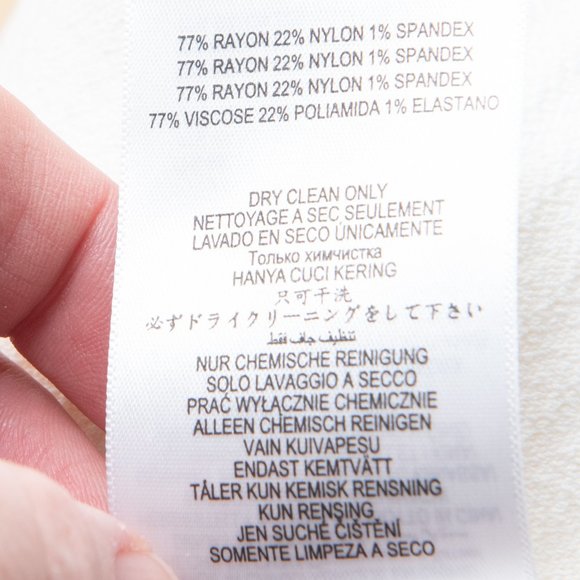 77% RAYON 22% NYLON 1% SPANDEX
77% RAYON 22% NYLON 1% SPANDEX
77% RAYON 22% NYLON 1% SPANDEX
77% VISCOSE 22% POLIAMIDA 1% ELASTANO
DRY CLEAN ONLY
NETTOYAGE A SEC SEULEMENT
LAVADO EN SECO ÚNICAMENTE
Только химчистка
HANYA CUCI KERING
只可干洗
必ずドライクリーニングをして下さい
تنظيف جاف فقط
NUR CHEMISCHE REINIGUNG
SOLO LAVAGGIO A SECCO
PRAĆ WYŁĄCZNIE CHEMICZNIE
ALLEEN CHEMISCH REINIGEN
VAIN KUIVAPESU
ENDAST KEMTVÄTT
TÅLER KUN KEMISK RENSNING
KUN RENSING
JEN SUCHÉ ČIŠTĚNÍ
SOMENTE LIMPEZA A SECO